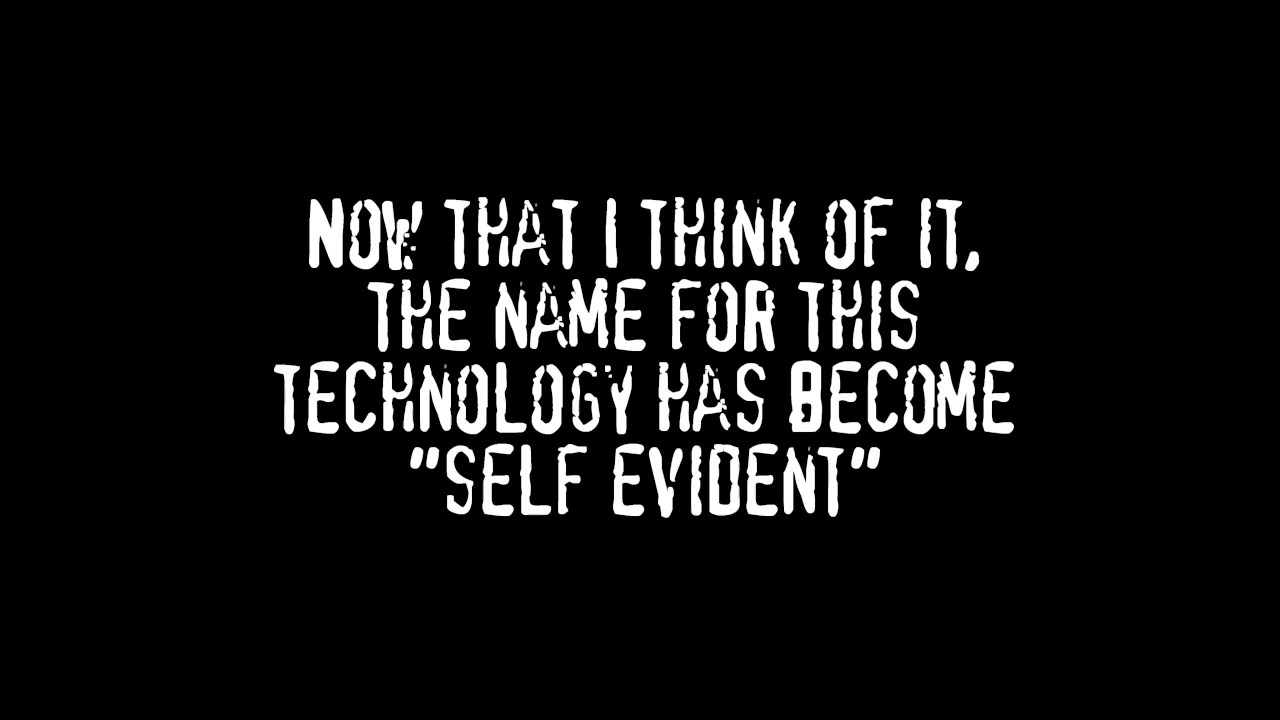 NOW THAT I THINK OF IT,
THE NAME FOR THIS
TECHNOLOGY HAS BECOME
"SELF EVIDENT"